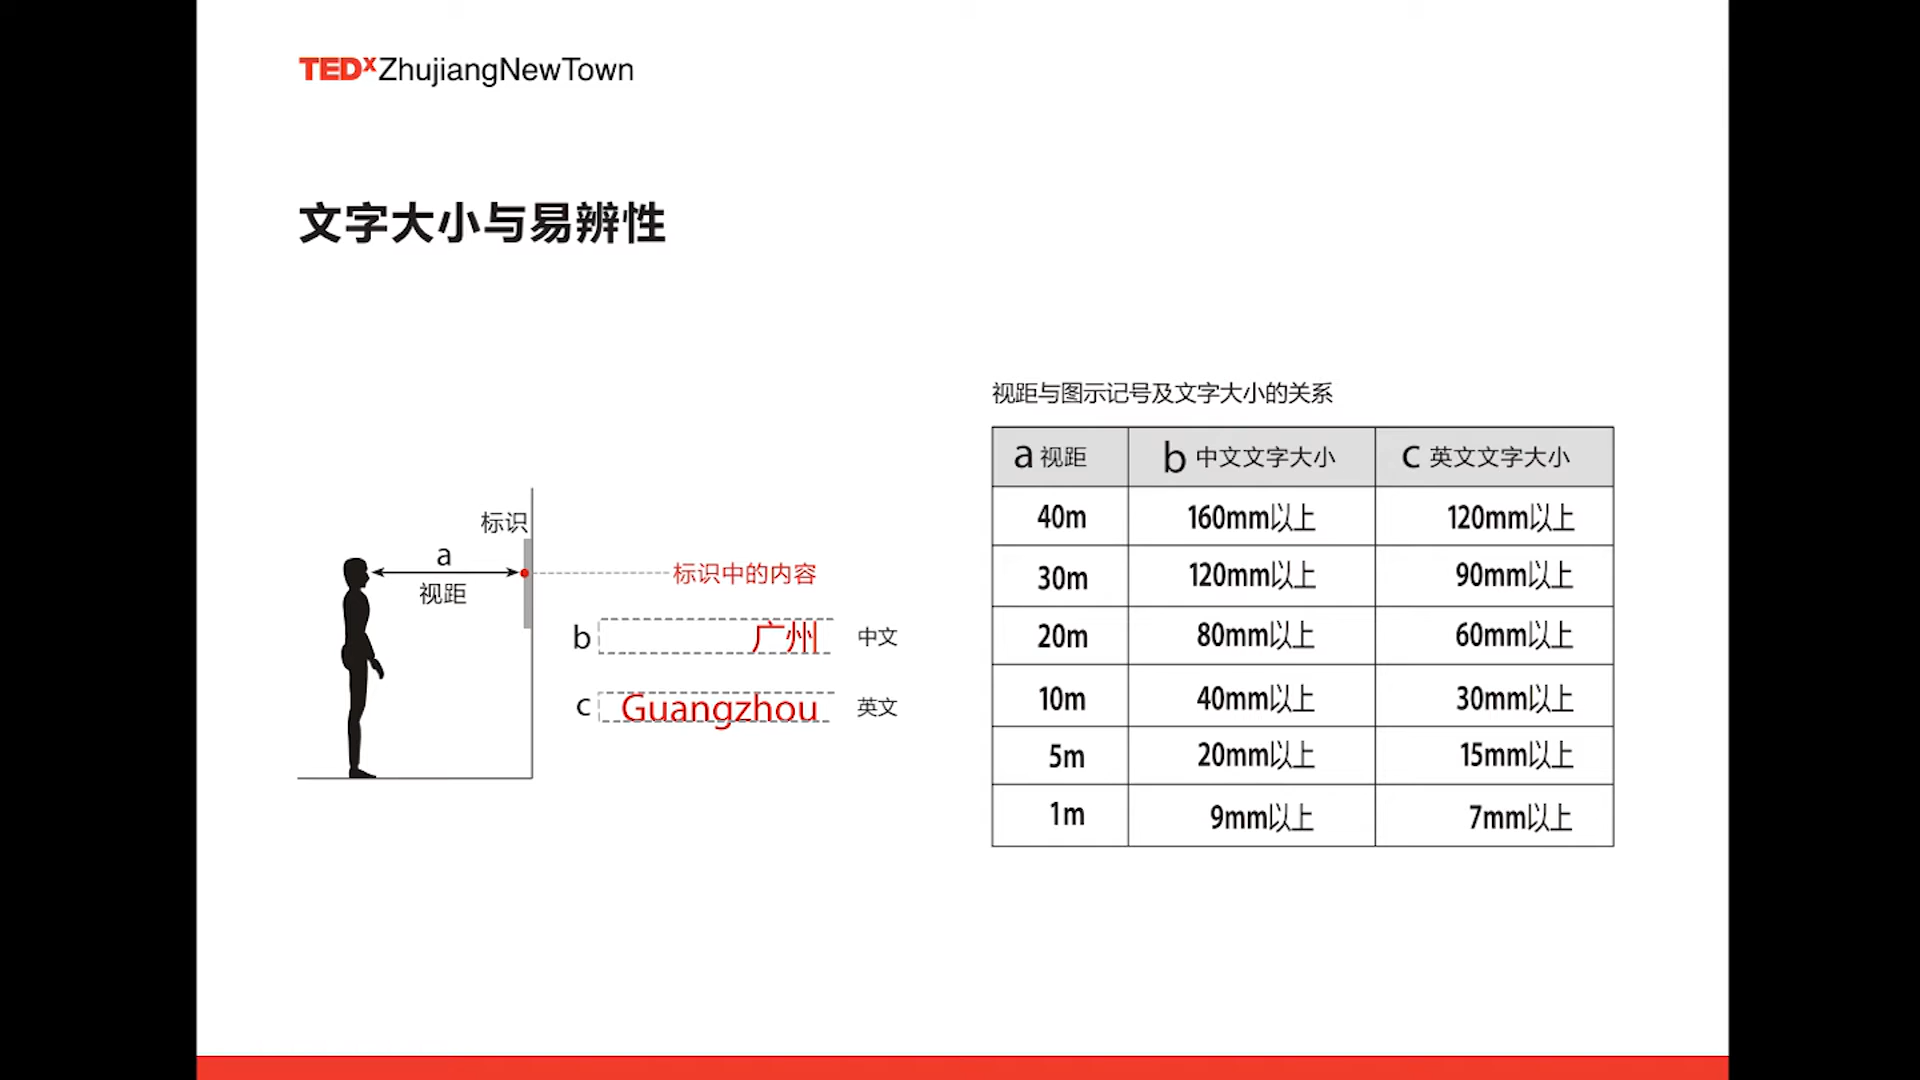 TEDxZhujiangNewTown
文字大小与易辨性
视距与图示记号及文字大小的关系
a 视距 b 中文文字大小 c 英文文字大小
40m 160mm以上 120mm以上
30m 120mm以上 90mm以上
20m 80mm以上 60mm以上
10m 40mm以上 30mm以上
5m 20mm以上 15mm以上
1m 9mm以上 7mm以上
标识
a
视距
标识中的内容
b 广州 中文
c Guangzhou 英文